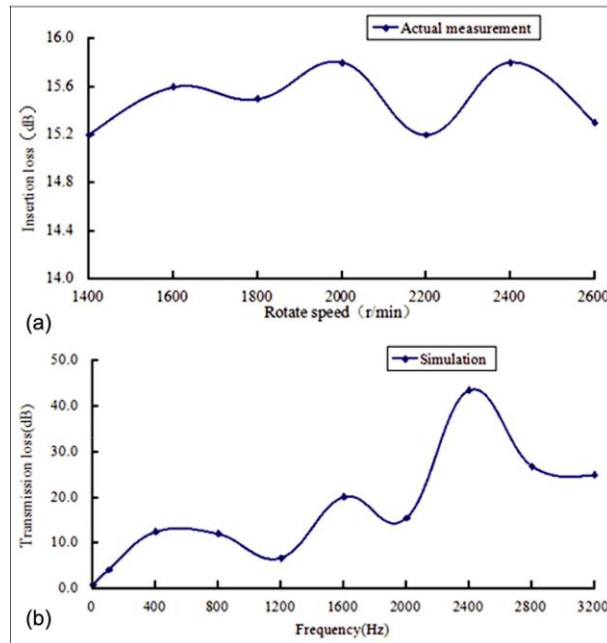 Actual measurement
16.0
15.6
15.2
14.8
14.4
14.0
Insertion loss（dB）
1400 1600 1800 2000 2200 2400 2600
Rotate speed（r/min）
(a)
Simulation
50.0
40.0
30.0
20.0
10.0
0.0
Transmission loss(dB)
0 400 800 1200 1600 2000 2400 2800 3200
Frequency(Hz)
(b)